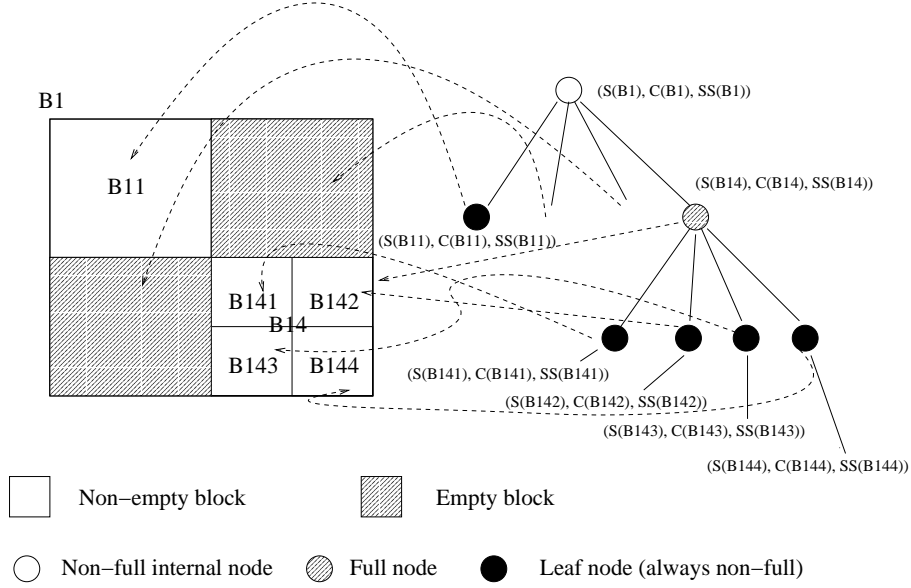 B1
(S(B1), C(B1), SS(B1))
B11
(S(B14), C(B14), SS(B14))
(S(B11), C(B11), SS(B11))
B141
B142
B14
B143
B144
(S(B141), C(B141), SS(B141))
(S(B142), C(B142), SS(B142))
(S(B143), C(B143), SS(B143))
(S(B144), C(B144), SS(B144))
Non−empty block
Empty block
Non−full internal node
Full node
Leaf node (always non−full)